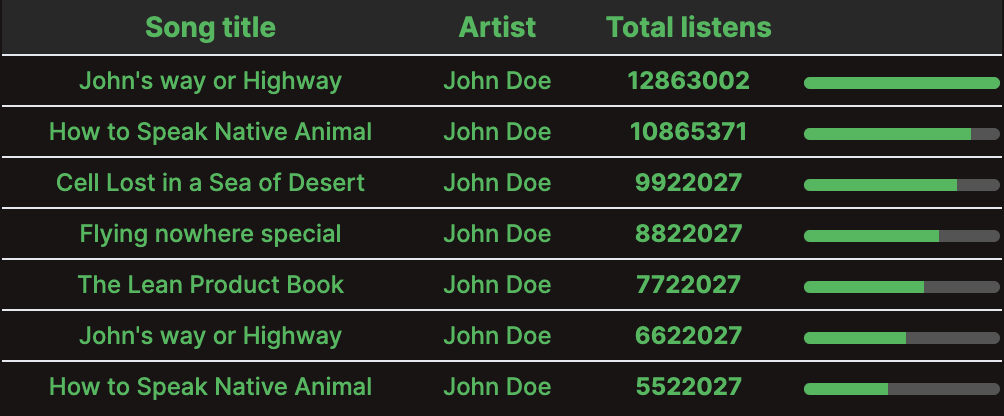 Song title Artist Total listens
John's way or Highway John Doe 12863002
How to Speak Native Animal John Doe 10865371
Cell Lost in a Sea of Desert John Doe 9922027
Flying nowhere special John Doe 8822027
The Lean Product Book John Doe 7722027
John's way or Highway John Doe 6622027
How to Speak Native Animal John Doe 5522027